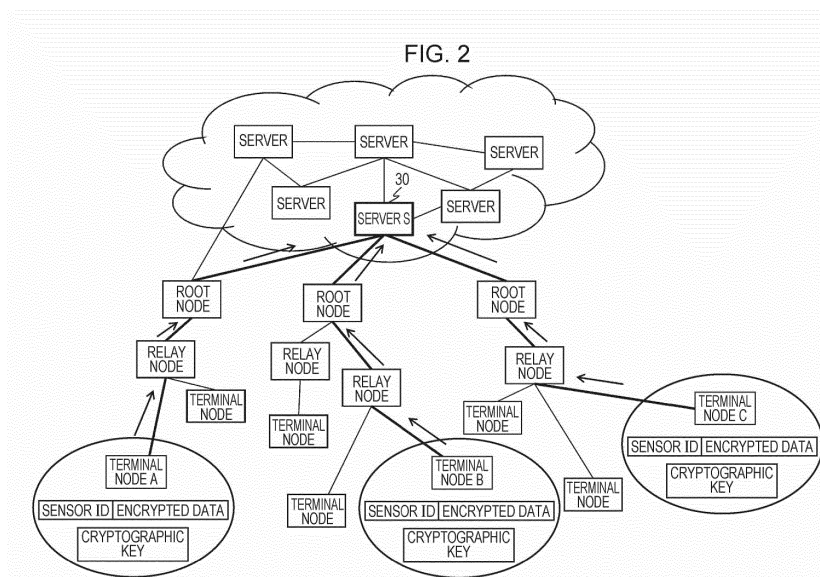 FIG. 2
SERVER
SERVER
SERVER
30
SERVER
SERVER S
SERVER
ROOT
NODE
ROOT
NODE
ROOT
NODE
RELAY
NODE
RELAY
NODE
RELAY
NODE
RELAY
NODE
TERMINAL
NODE
TERMINAL
NODE
TERMINAL
NODE
TERMINAL
NODE C
SENSOR ID ENCRYPTED DATA
CRYPTOGRAPHIC
KEY
TERMINAL
NODE A
SENSOR ID ENCRYPTED DATA
CRYPTOGRAPHIC
KEY
TERMINAL
NODE
TERMINAL
NODE B
SENSOR ID ENCRYPTED DATA
CRYPTOGRAPHIC
KEY
TERMINAL
NODE